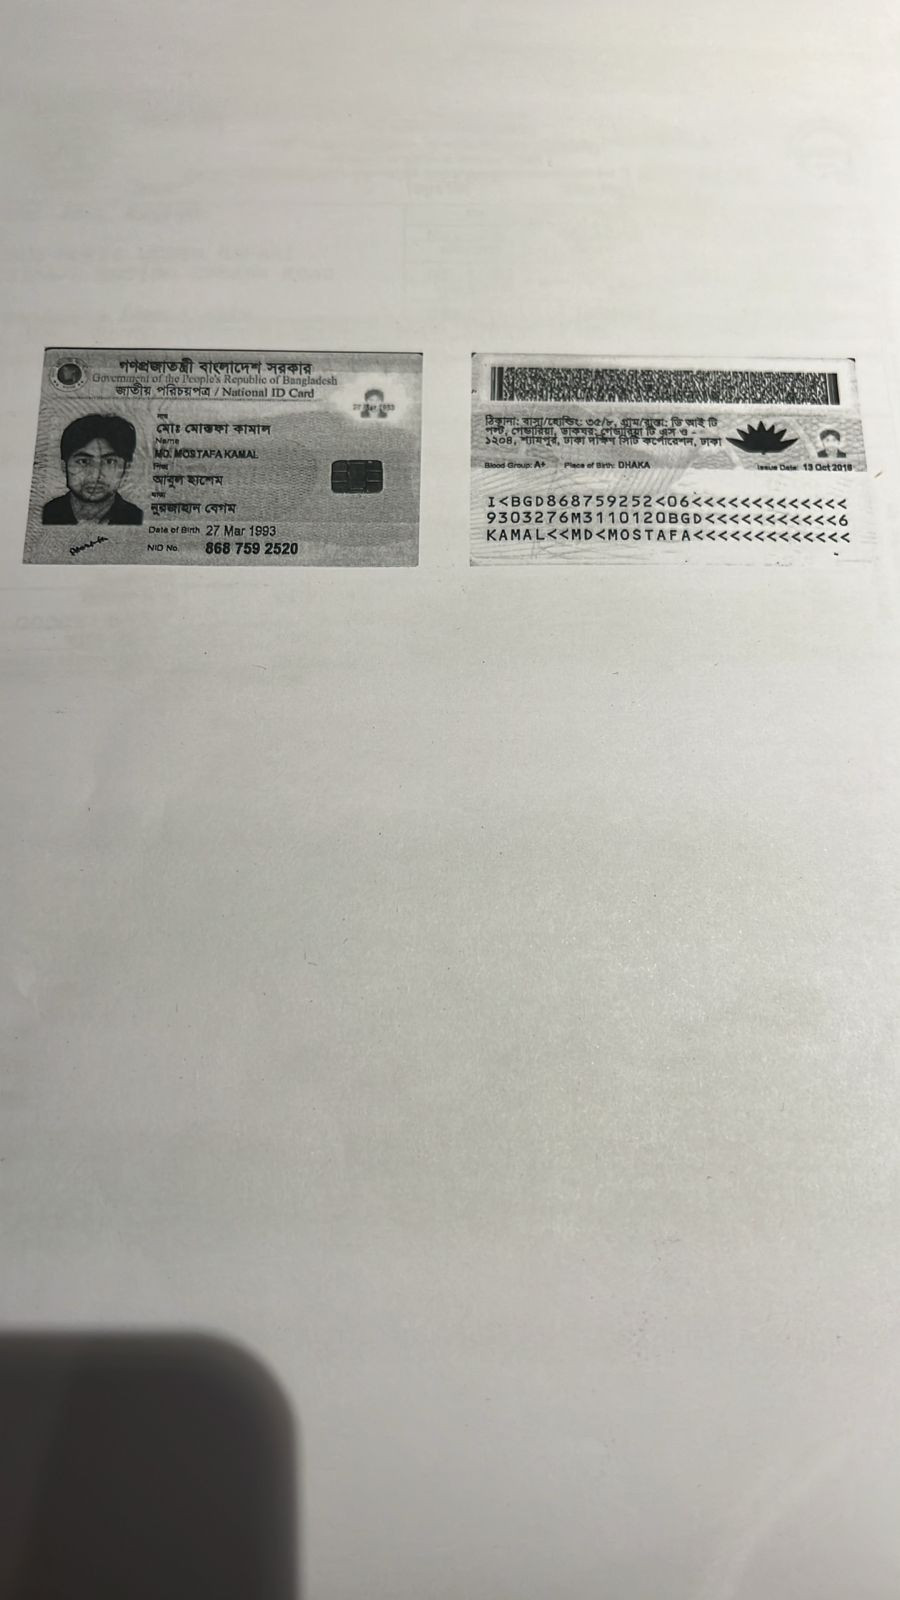 গণপ্রজাতন্ত্রী বাংলাদেশ সরকার
Government of the People's Republic of Bangladesh
জাতীয় পরিচয়পত্র / National ID Card
নাম
মোঃ মোস্তফা কামাল
Name
MD. MOSTAFA KAMAL
পিতা
আবুল হাশেম
মাতা
নুরজাহান বেগম
Date of Birth 27 Mar 1993
NID No. 868 759 2520
27 Mar 1993
ঠিকানা: বাসা/হোল্ডিং: ৩৫/৮, গ্রাম/রাস্তা: ডি আই টি
প্লট, গেন্ডারিয়া, ডাকঘর: গেন্ডারিয়া টি এস ও -
১২০৪, শ্যামপুর, ঢাকা দক্ষিণ সিটি কর্পোরেশন, ঢাকা
Blood Group: A+ Place of Birth: DHAKA Issue Date: 13 Oct 2016
I<BGD868759252<06<<<<<<<<<<<<<
9303276M3110120BGD<<<<<<<<<<<6
KAMAL<<MD<MOSTAFA<<<<<<<<<<<<<